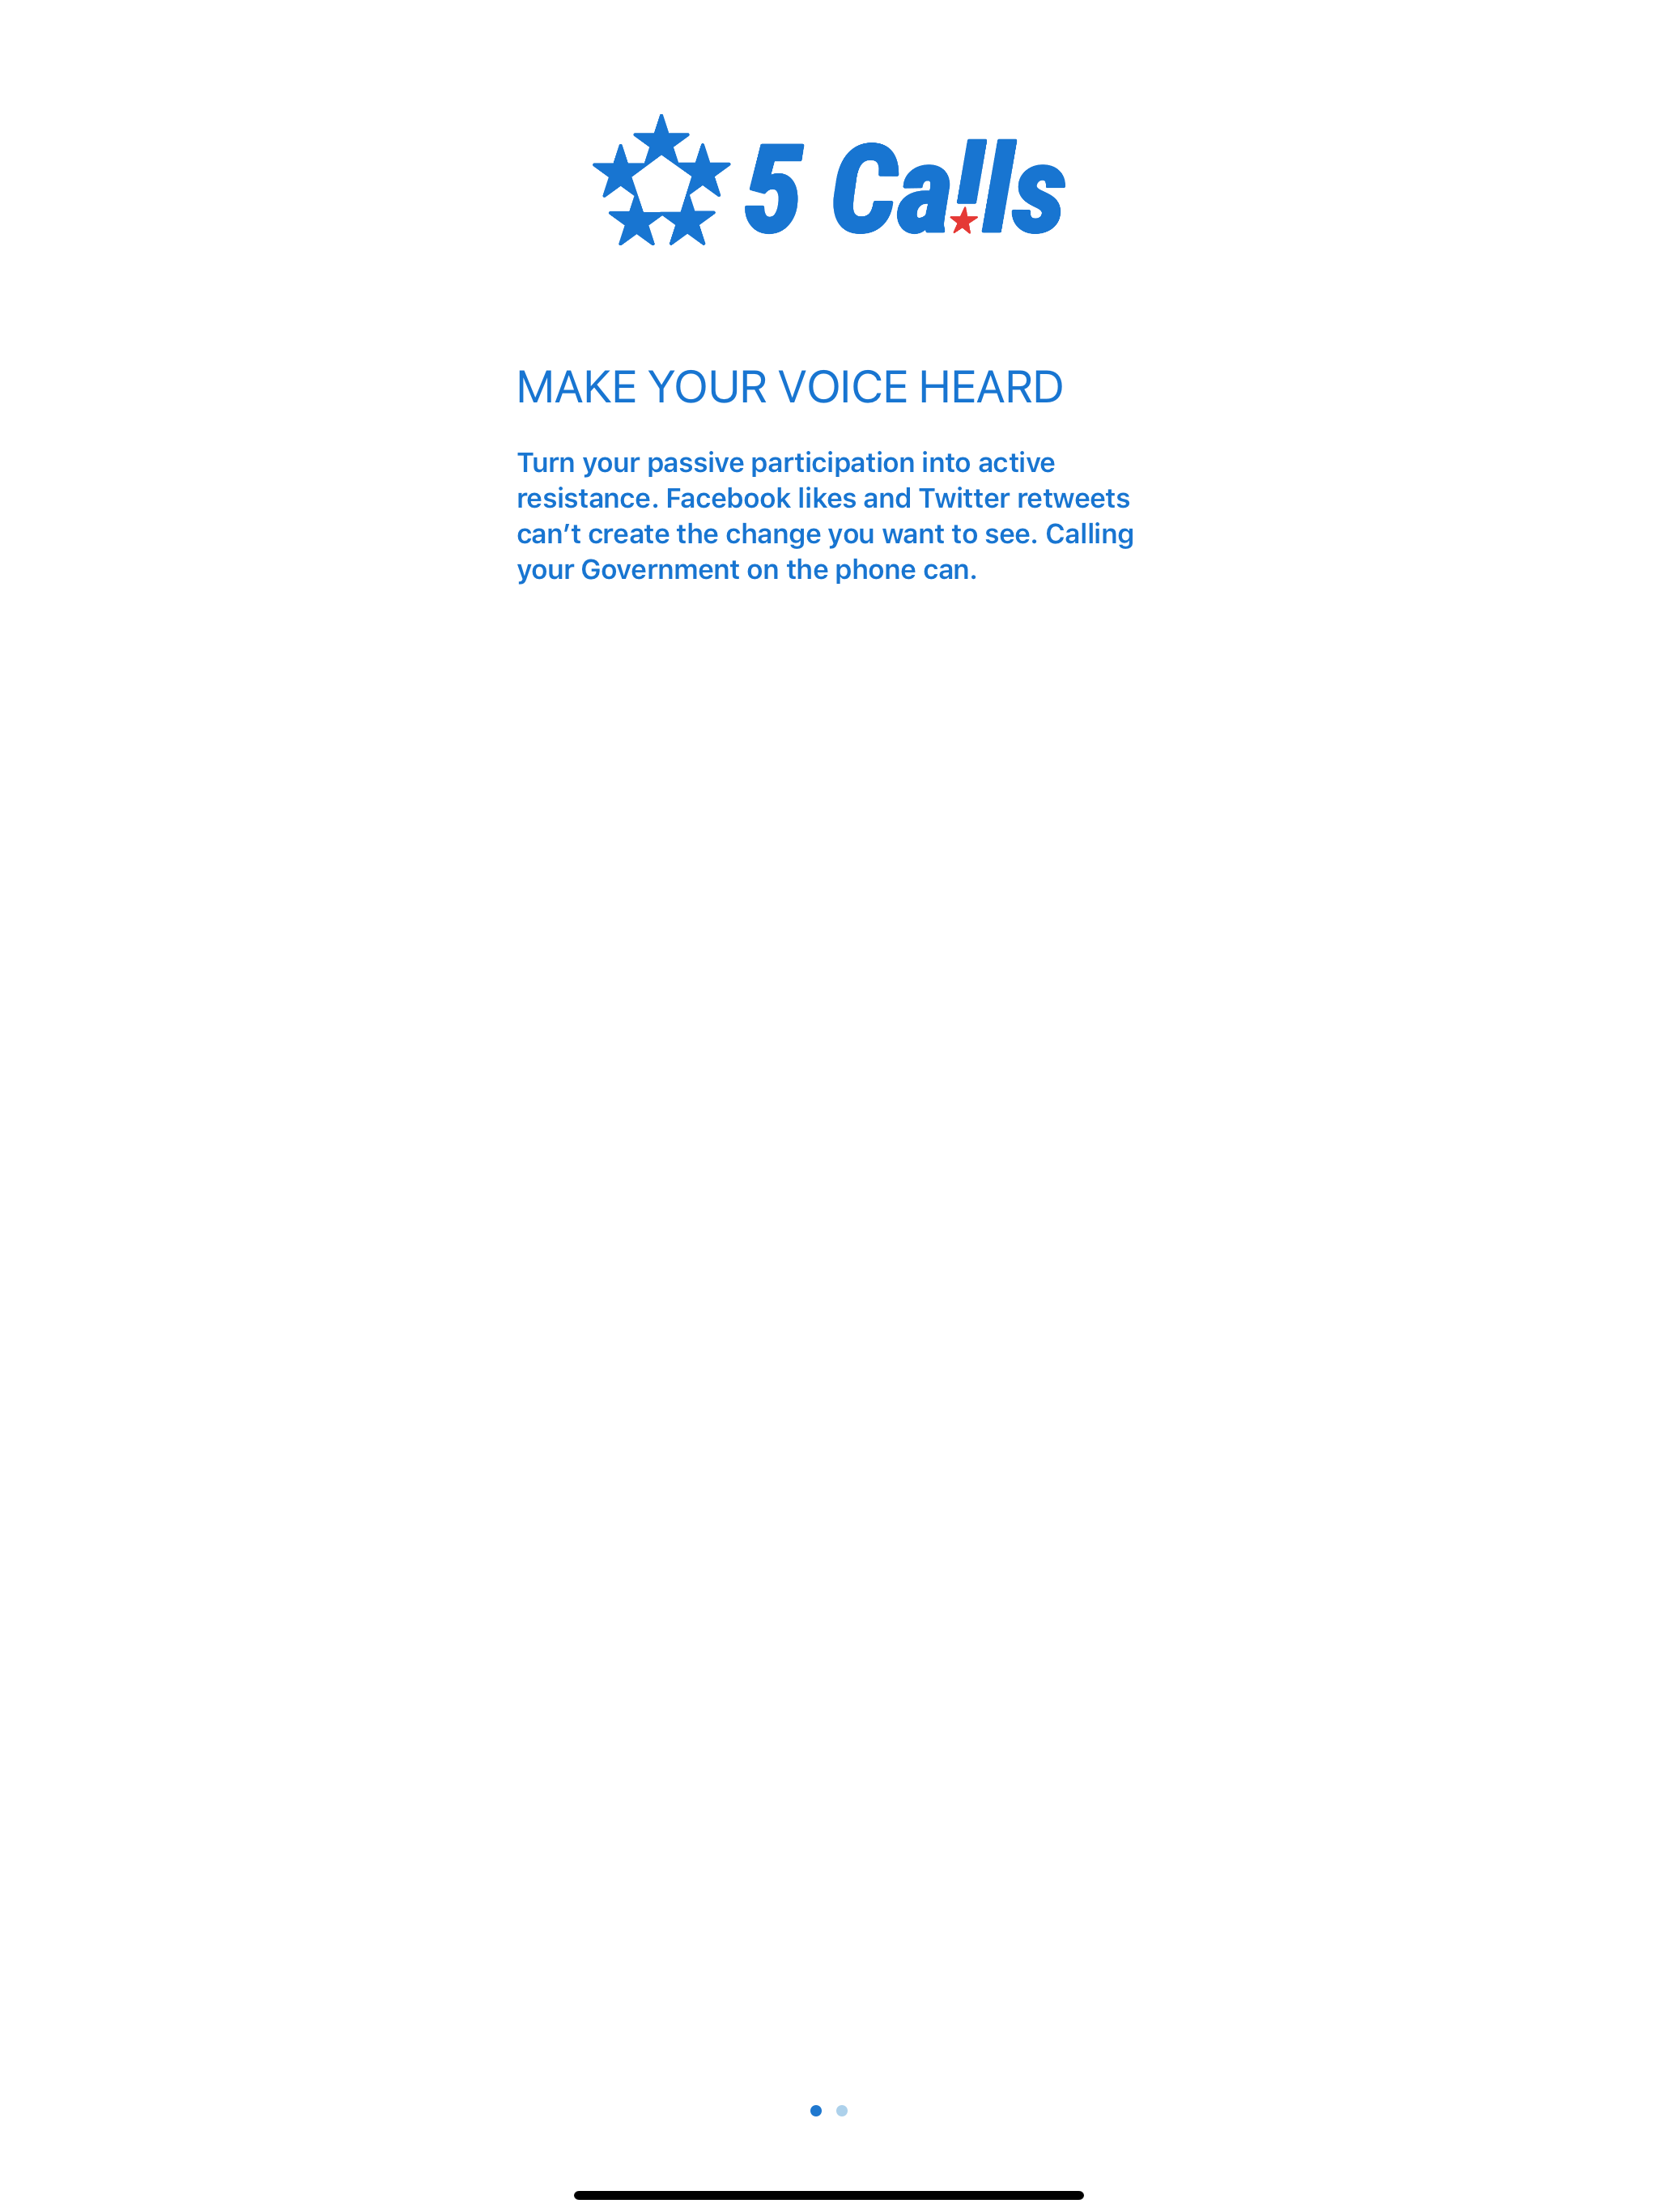 5 Calls
MAKE YOUR VOICE HEARD
Turn your passive participation into active
resistance. Facebook likes and Twitter retweets
can’t create the change you want to see. Calling
your Government on the phone can.